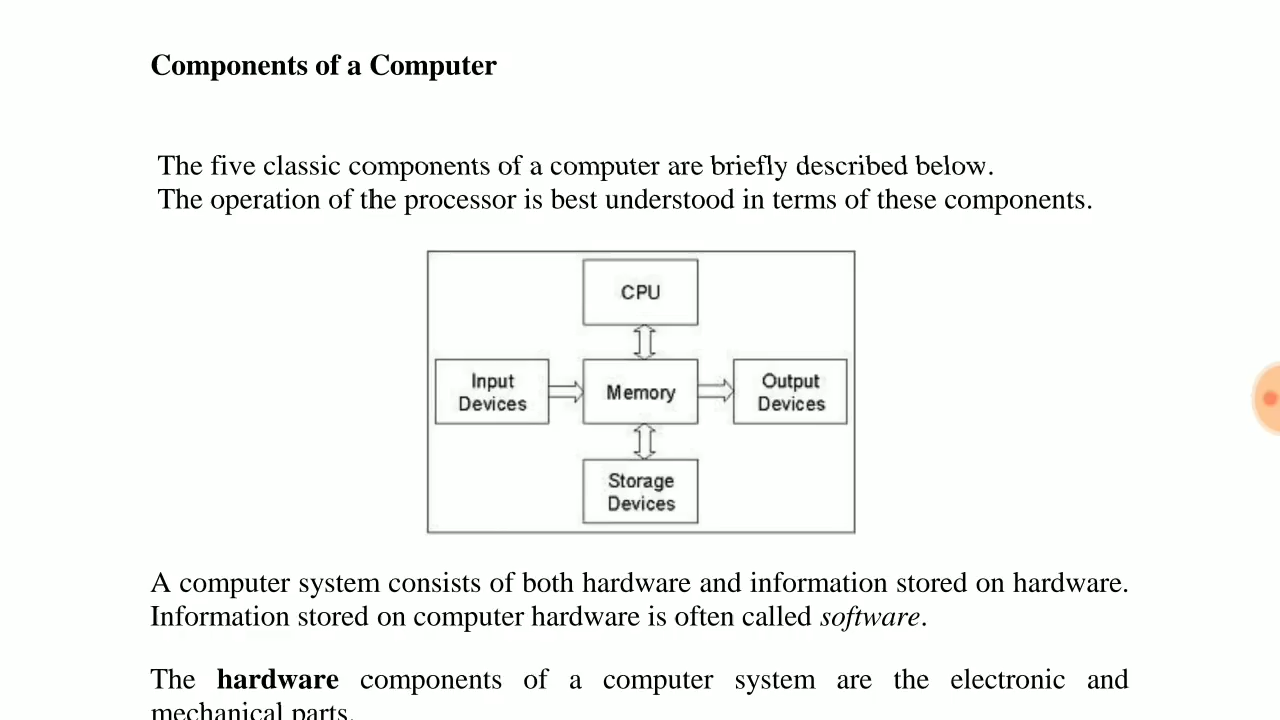 Components of a Computer
The five classic components of a computer are briefly described below.
The operation of the processor is best understood in terms of these components.
CPU
Input
Devices
Memory
Output
Devices
Storage
Devices
A computer system consists of both hardware and information stored on hardware.
Information stored on computer hardware is often called software.
The hardware components of a computer system are the electronic and
mechanical parts.